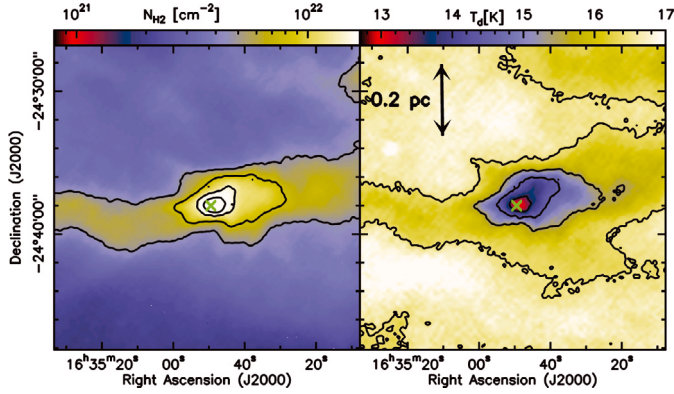 N_H2 [cm⁻²]
T_d[K]
10²¹ 10²²
13 14 15 16 17
0.2 pc
Declination (J2000)
−24°30'00"
−24°40'00"
16ʰ35ᵐ20ˢ 00ˢ 40ˢ 20ˢ
16ʰ35ᵐ20ˢ 00ˢ 40ˢ 20ˢ
Right Ascension (J2000)
Right Ascension (J2000)